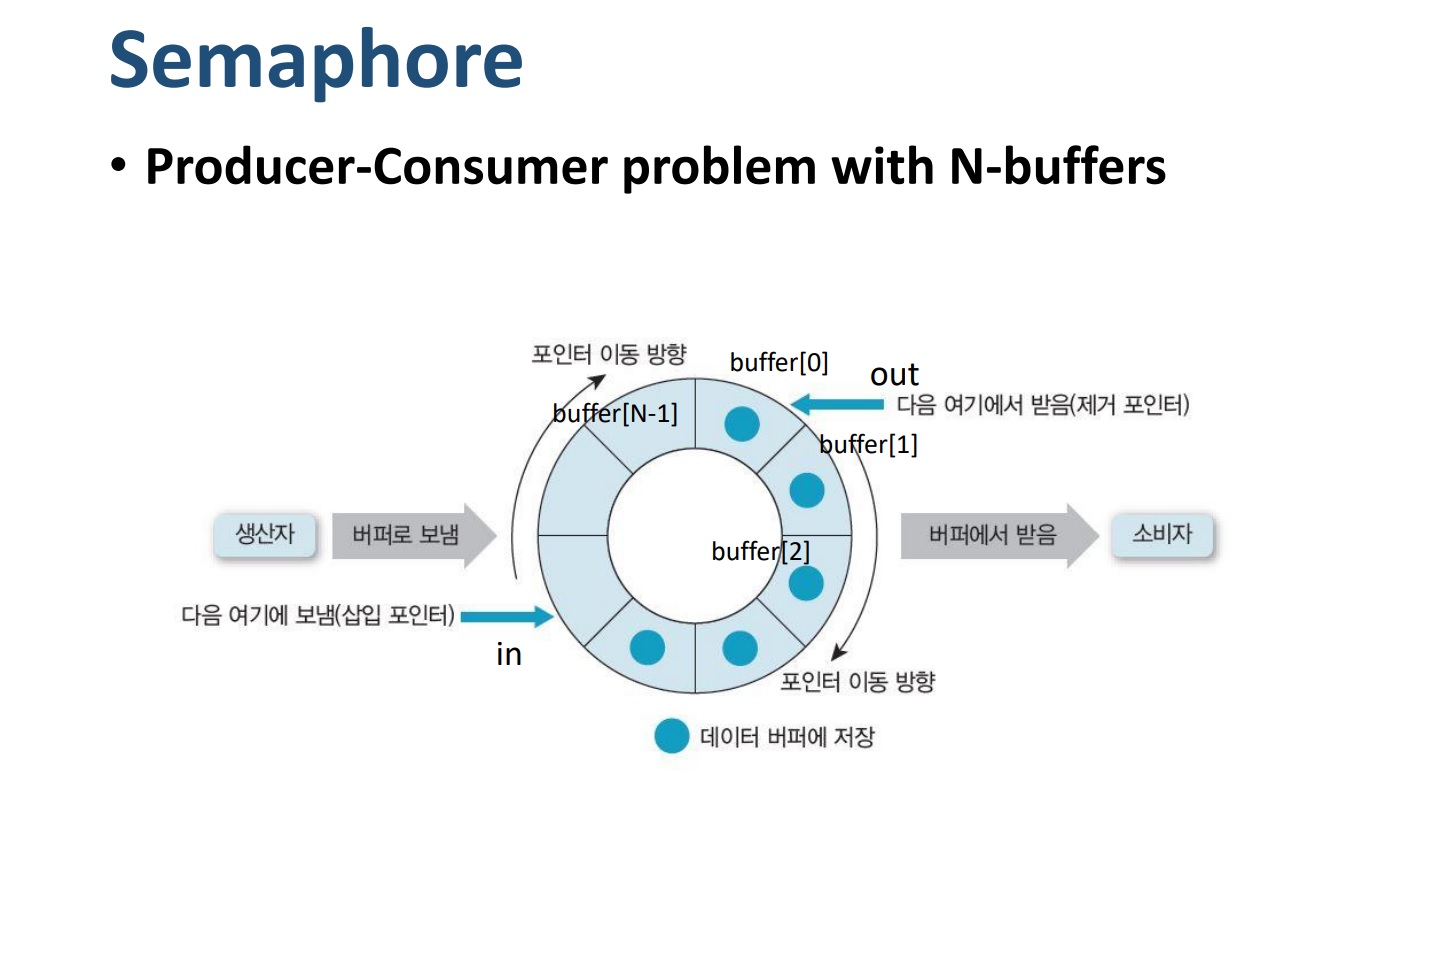 Semaphore
• Producer-Consumer problem with N-buffers
포인터 이동 방향
buffer[0]
out
다음 여기에서 받음(제거 포인터)
buffer[N-1]
buffer[1]
생산자
버퍼로 보냄
buffer[2]
버퍼에서 받음
소비자
다음 여기에 보냄(삽입 포인터)
in
포인터 이동 방향
데이터 버퍼에 저장